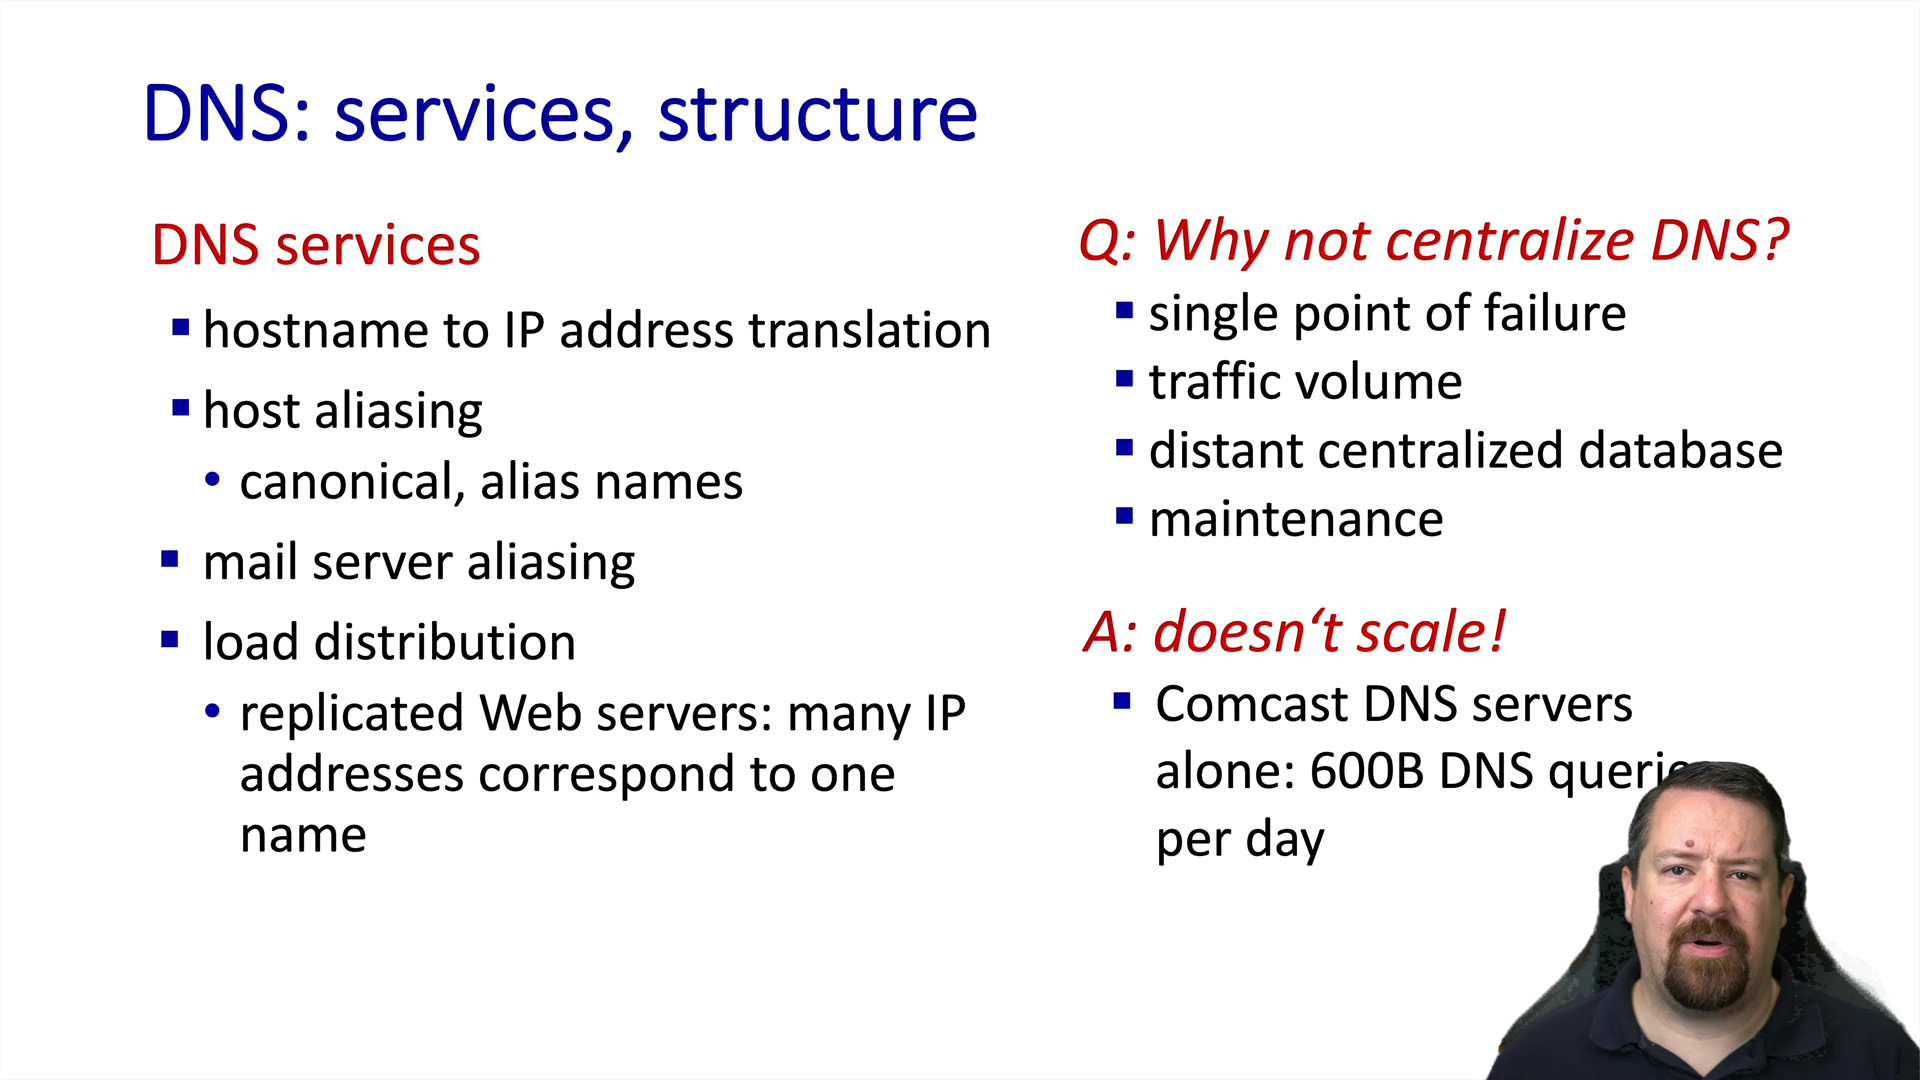 DNS: services, structure
DNS services
hostname to IP address translation
host aliasing
canonical, alias names
mail server aliasing
load distribution
replicated Web servers: many IP
addresses correspond to one
name
Q: Why not centralize DNS?
single point of failure
traffic volume
distant centralized database
maintenance
A: doesn‘t scale!
Comcast DNS servers
alone: 600B DNS
per day